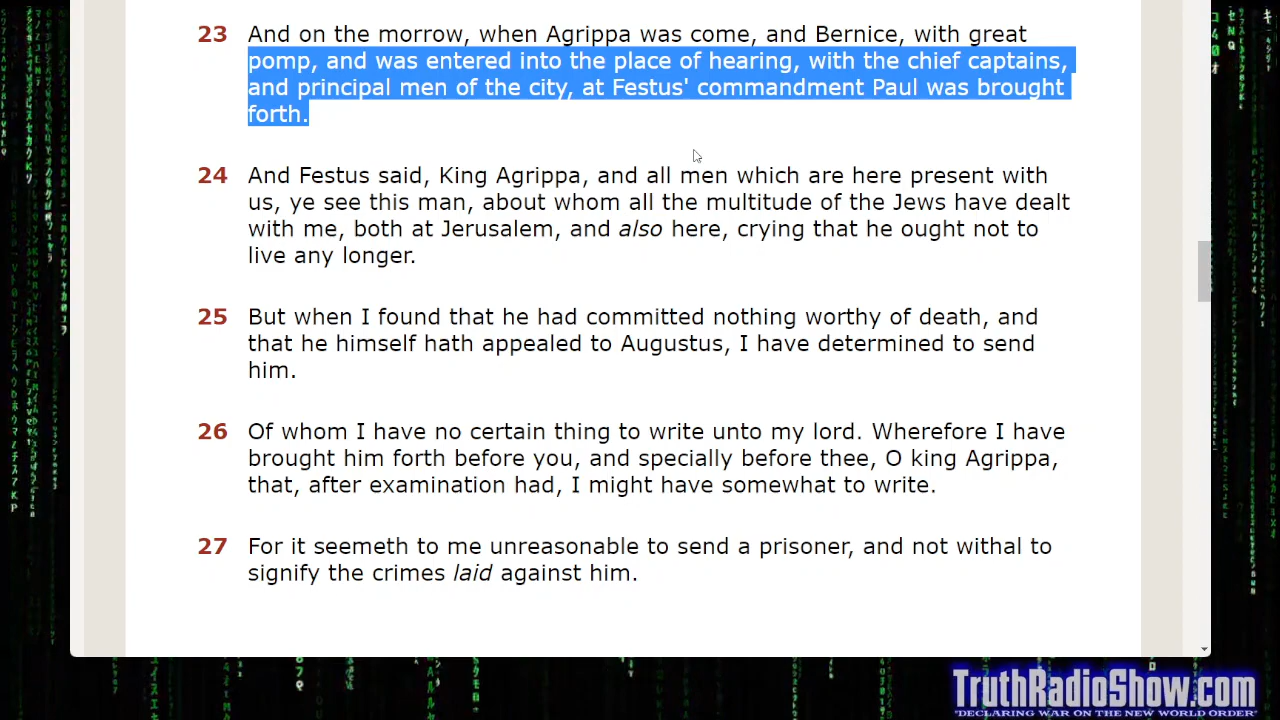 23 And on the morrow, when Agrippa was come, and Bernice, with great
pomp, and was entered into the place of hearing, with the chief captains,
and principal men of the city, at Festus' commandment Paul was brought
forth.
24 And Festus said, King Agrippa, and all men which are here present with
us, ye see this man, about whom all the multitude of the Jews have dealt
with me, both at Jerusalem, and also here, crying that he ought not to
live any longer.
25 But when I found that he had committed nothing worthy of death, and
that he himself hath appealed to Augustus, I have determined to send
him.
26 Of whom I have no certain thing to write unto my lord. Wherefore I have
brought him forth before you, and specially before thee, O king Agrippa,
that, after examination had, I might have somewhat to write.
27 For it seemeth to me unreasonable to send a prisoner, and not withal to
signify the crimes laid against him.
TruthRadioShow.com
"DECLARING WAR ON THE NEW WORLD ORDER"